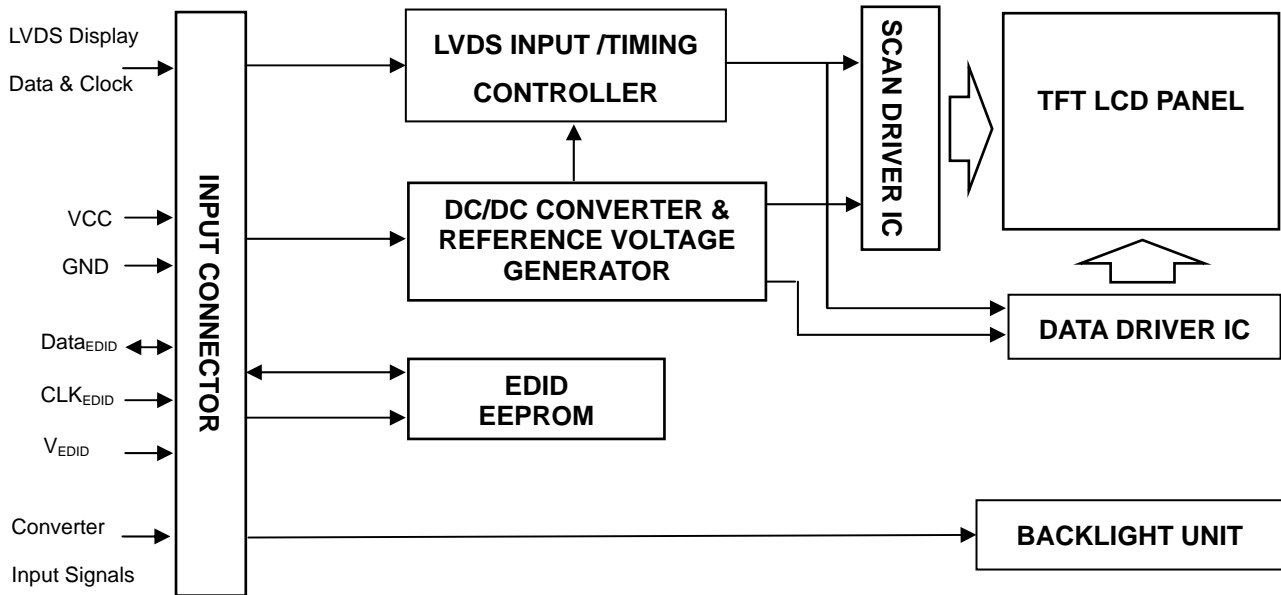 LVDS Display
Data & Clock
VCC
GND
DataEDID
CLKEDID
VEDID
Converter
Input Signals
INPUT CONNECTOR
LVDS INPUT /TIMING
CONTROLLER
DC/DC CONVERTER &
REFERENCE VOLTAGE
GENERATOR
EDID
EEPROM
SCAN DRIVER IC
TFT LCD PANEL
DATA DRIVER IC
BACKLIGHT UNIT